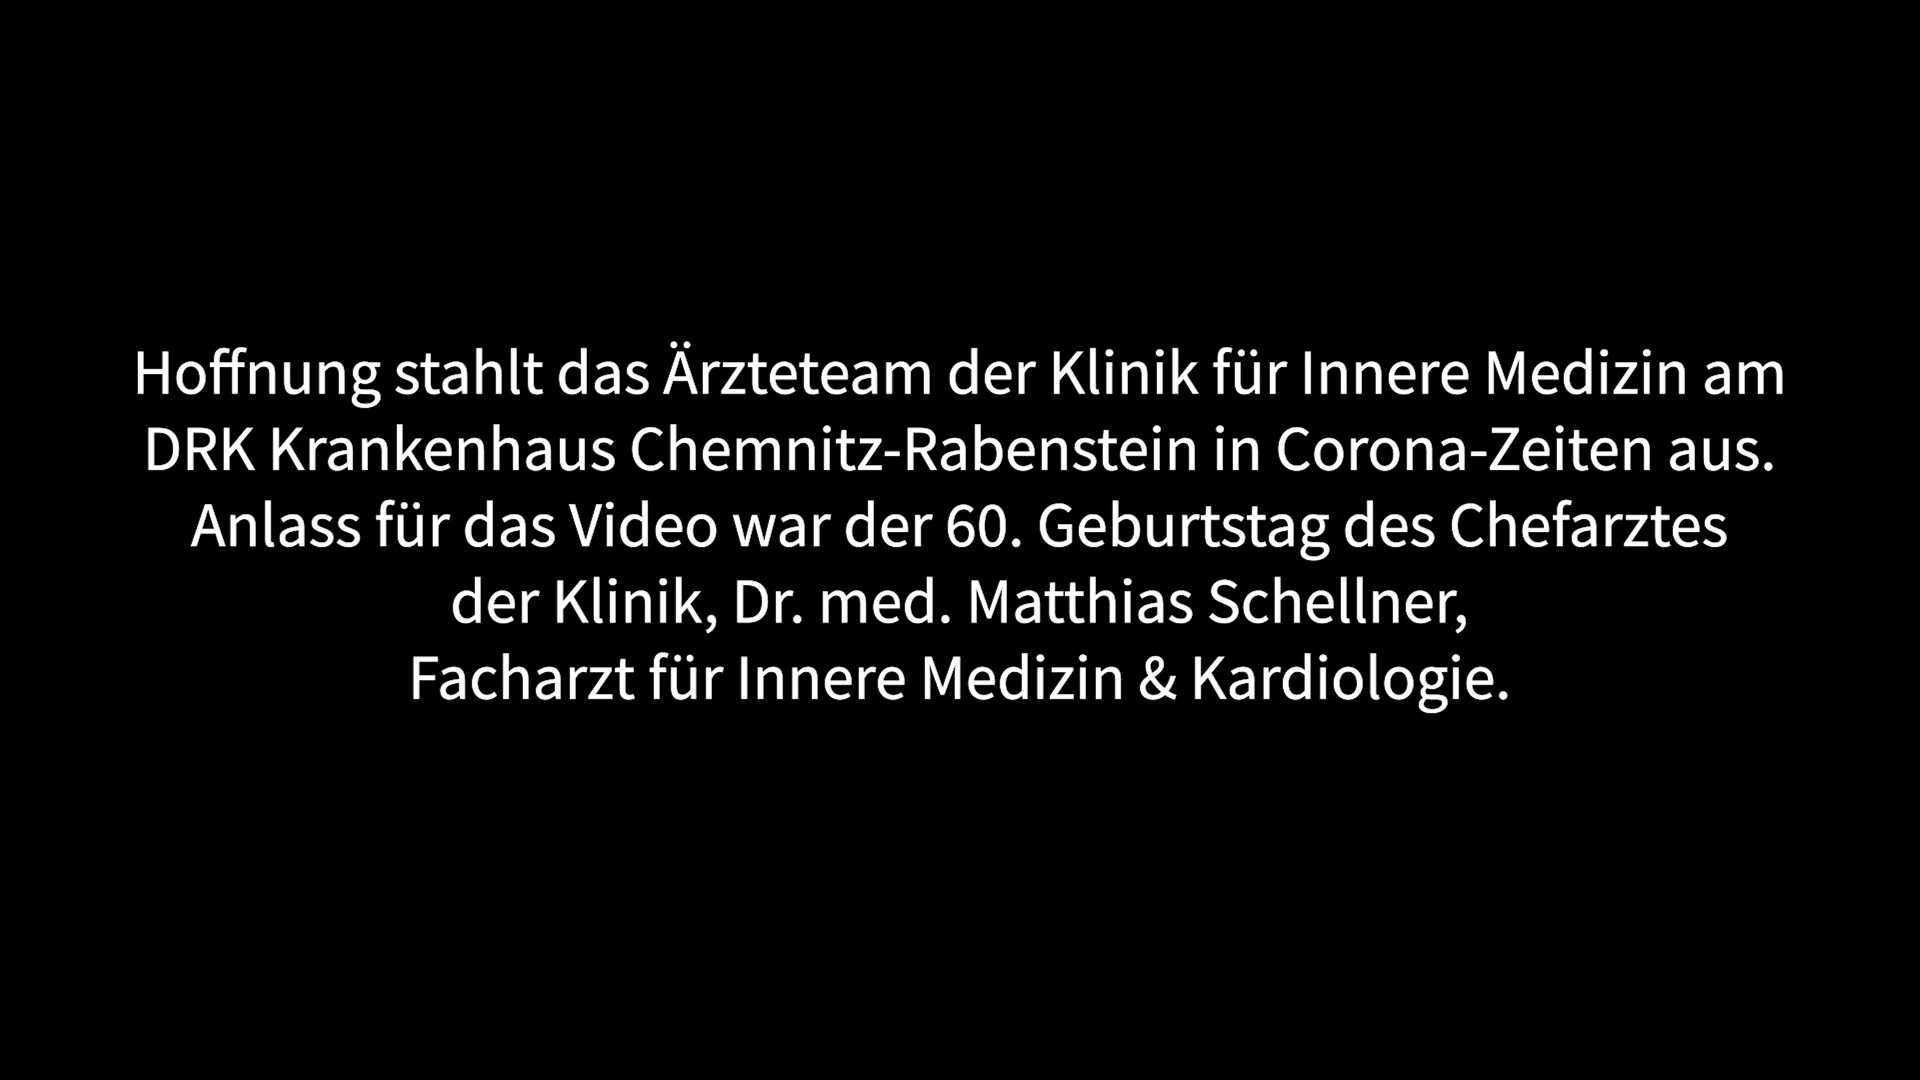 Hoffnung stahlt das Ärzteteam der Klinik für Innere Medizin am
DRK Krankenhaus Chemnitz-Rabenstein in Corona-Zeiten aus.
Anlass für das Video war der 60. Geburtstag des Chefarztes
der Klinik, Dr. med. Matthias Schellner,
Facharzt für Innere Medizin & Kardiologie.